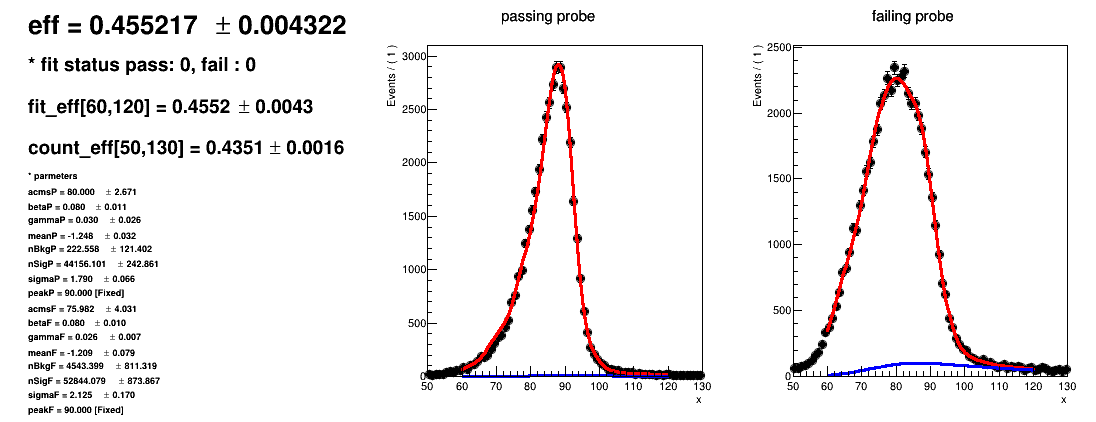 eff = 0.455217 ± 0.004322
* fit status pass: 0, fail : 0
fit_eff[60,120] = 0.4552 ± 0.0043
count_eff[50,130] = 0.4351 ± 0.0016
* parmeters
acmsP = 80.000 ± 2.671
betaP = 0.080 ± 0.011
gammaP = 0.030 ± 0.026
meanP = -1.248 ± 0.032
nBkgP = 222.558 ± 121.402
nSigP = 44156.101 ± 242.861
sigmaP = 1.790 ± 0.066
peakP = 90.000 [Fixed]
acmsF = 75.982 ± 4.031
betaF = 0.080 ± 0.010
gammaF = 0.026 ± 0.007
meanF = -1.209 ± 0.079
nBkgF = 4543.399 ± 811.319
nSigF = 52844.079 ± 873.867
sigmaF = 2.125 ± 0.170
peakF = 90.000 [Fixed]
passing probe
Events / ( 1 )
3000
2500
2000
1500
1000
500
0
50 60 70 80 90 100 110 120 130
x
failing probe
Events / ( 1 )
2500
2000
1500
1000
500
0
50 60 70 80 90 100 110 120 130
x